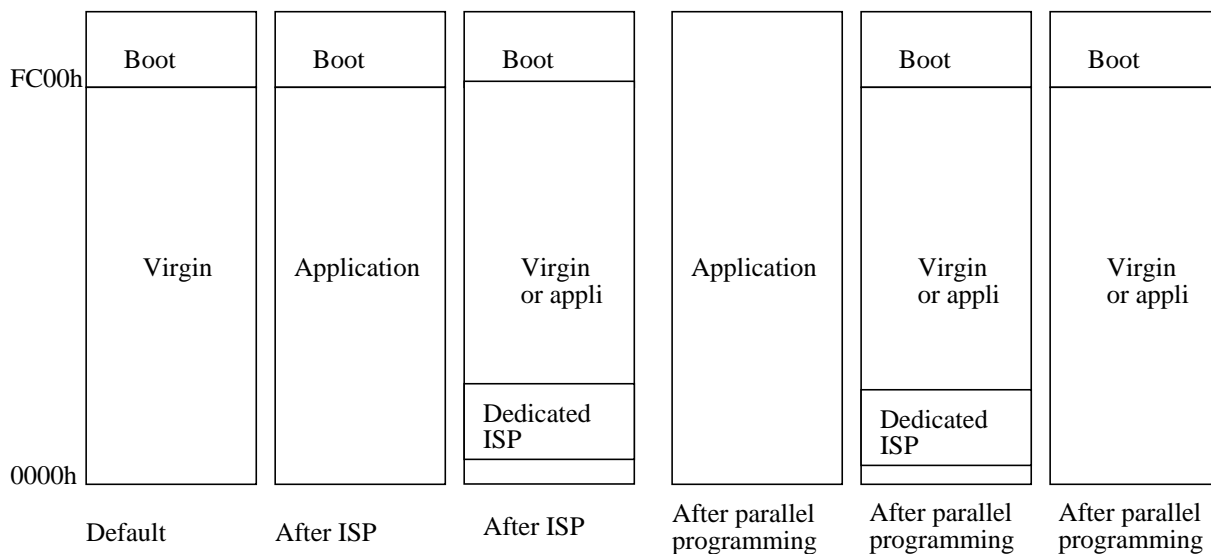 Boot
Boot
Boot
Boot
Boot
FC00h
Virgin
Application
Virgin
or appli
Application
Virgin
or appli
Virgin
or appli
Dedicated
ISP
Dedicated
ISP
0000h
Default
After ISP
After ISP
After parallel
programming
After parallel
programming
After parallel
programming